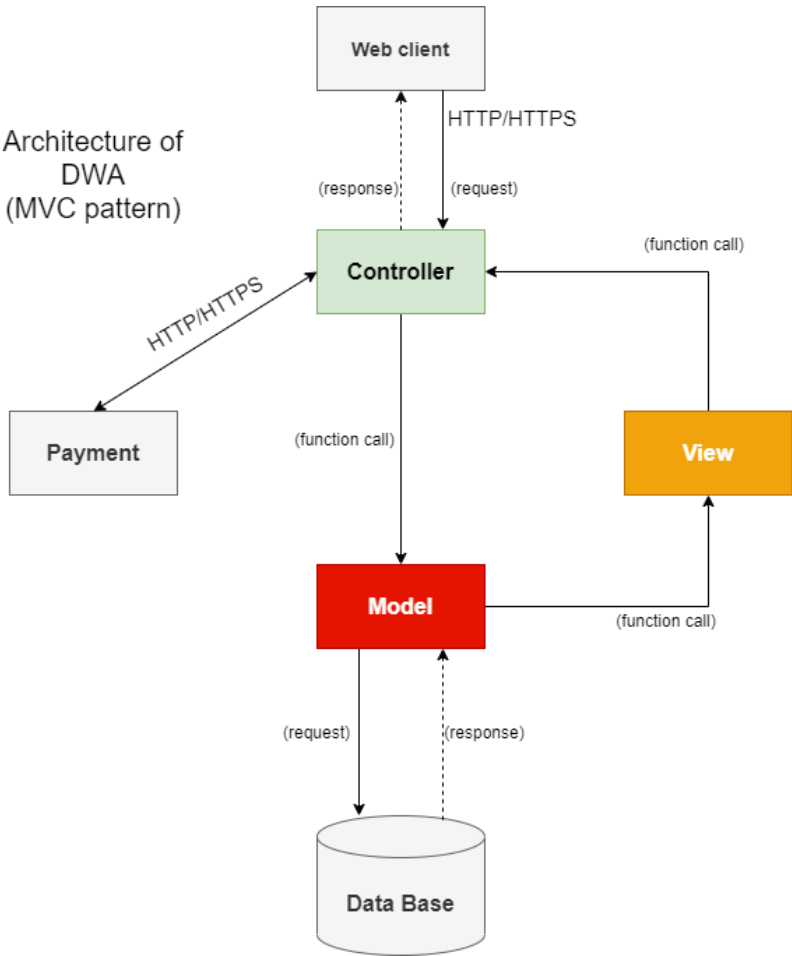 Web client
HTTP/HTTPS
Architecture of
DWA
(MVC pattern)
(response)
(request)
(function call)
Controller
HTTP/HTTPS
(function call)
Payment
View
Model
(function call)
(request)
(response)
Data Base